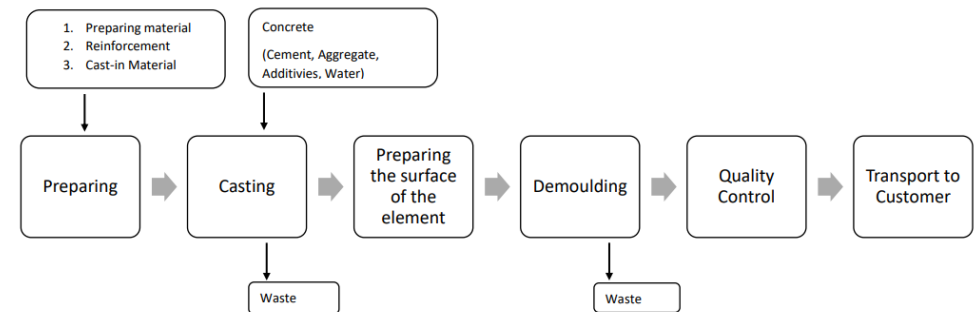 1. Preparing material
2. Reinforcement
3. Cast-in Material
Concrete
(Cement, Aggregate,
Additivies, Water)
Preparing
Casting
Preparing
the surface
of the
element
Demoulding
Quality
Control
Transport to
Customer
Waste
Waste